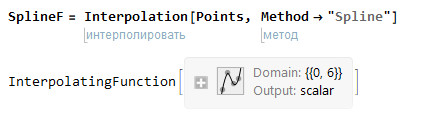 SplineF = Interpolation[Points, Method → "Spline"]
интерполировать метод
Domain: {{0, 6}}
InterpolatingFunction[ + ]
Output: scalar